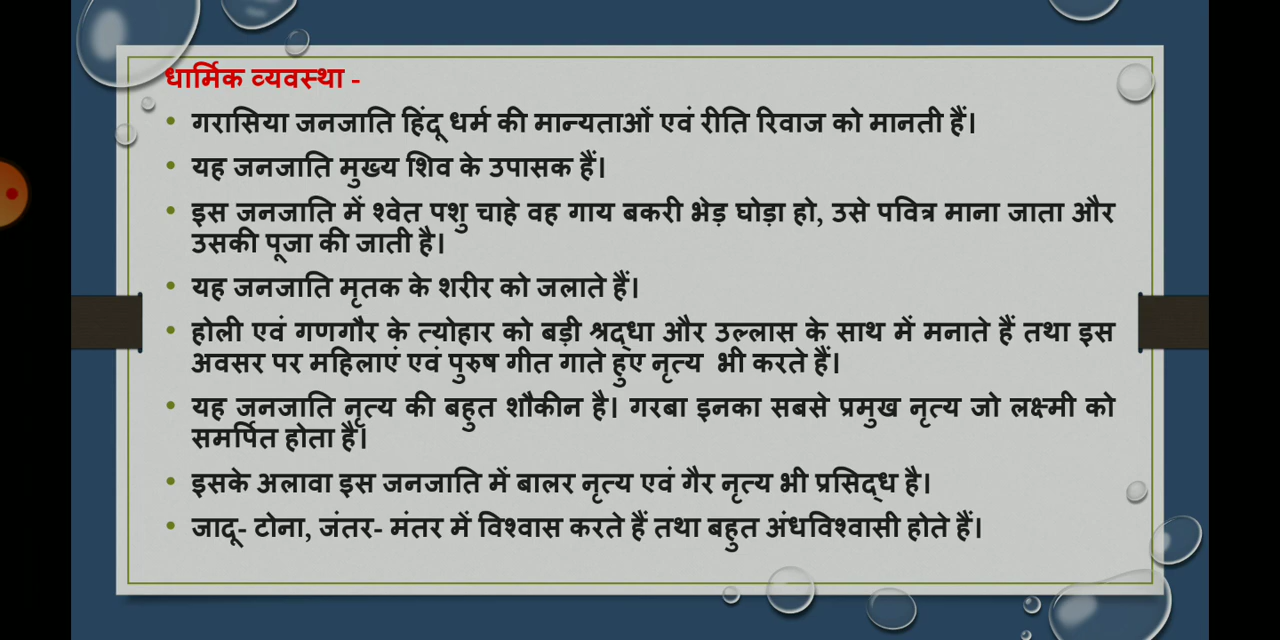 धार्मिक व्यवस्था -
• गरासिया जनजाति हिंदू धर्म की मान्यताओं एवं रीति रिवाज को मानती हैं।
• यह जनजाति मुख्य शिव के उपासक हैं।
• इस जनजाति में श्वेत पशु चाहे वह गाय बकरी भेड़ घोड़ा हो, उसे पवित्र माना जाता और
उसकी पूजा की जाती है।
• यह जनजाति मृतक के शरीर को जलाते हैं।
• होली एवं गणगौर के त्योहार को बड़ी श्रद्धा और उल्लास के साथ में मनाते हैं तथा इस
अवसर पर महिलाएं एवं पुरुष गीत गाते हुए नृत्य भी करते हैं।
• यह जनजाति नृत्य की बहुत शौकीन है। गरबा इनका सबसे प्रमुख नृत्य जो लक्ष्मी को
समर्पित होता है।
• इसके अलावा इस जनजाति में बालर नृत्य एवं गैर नृत्य भी प्रसिद्ध है।
• जादू- टोना, जंतर- मंतर में विश्वास करते हैं तथा बहुत अंधविश्वासी होते हैं।